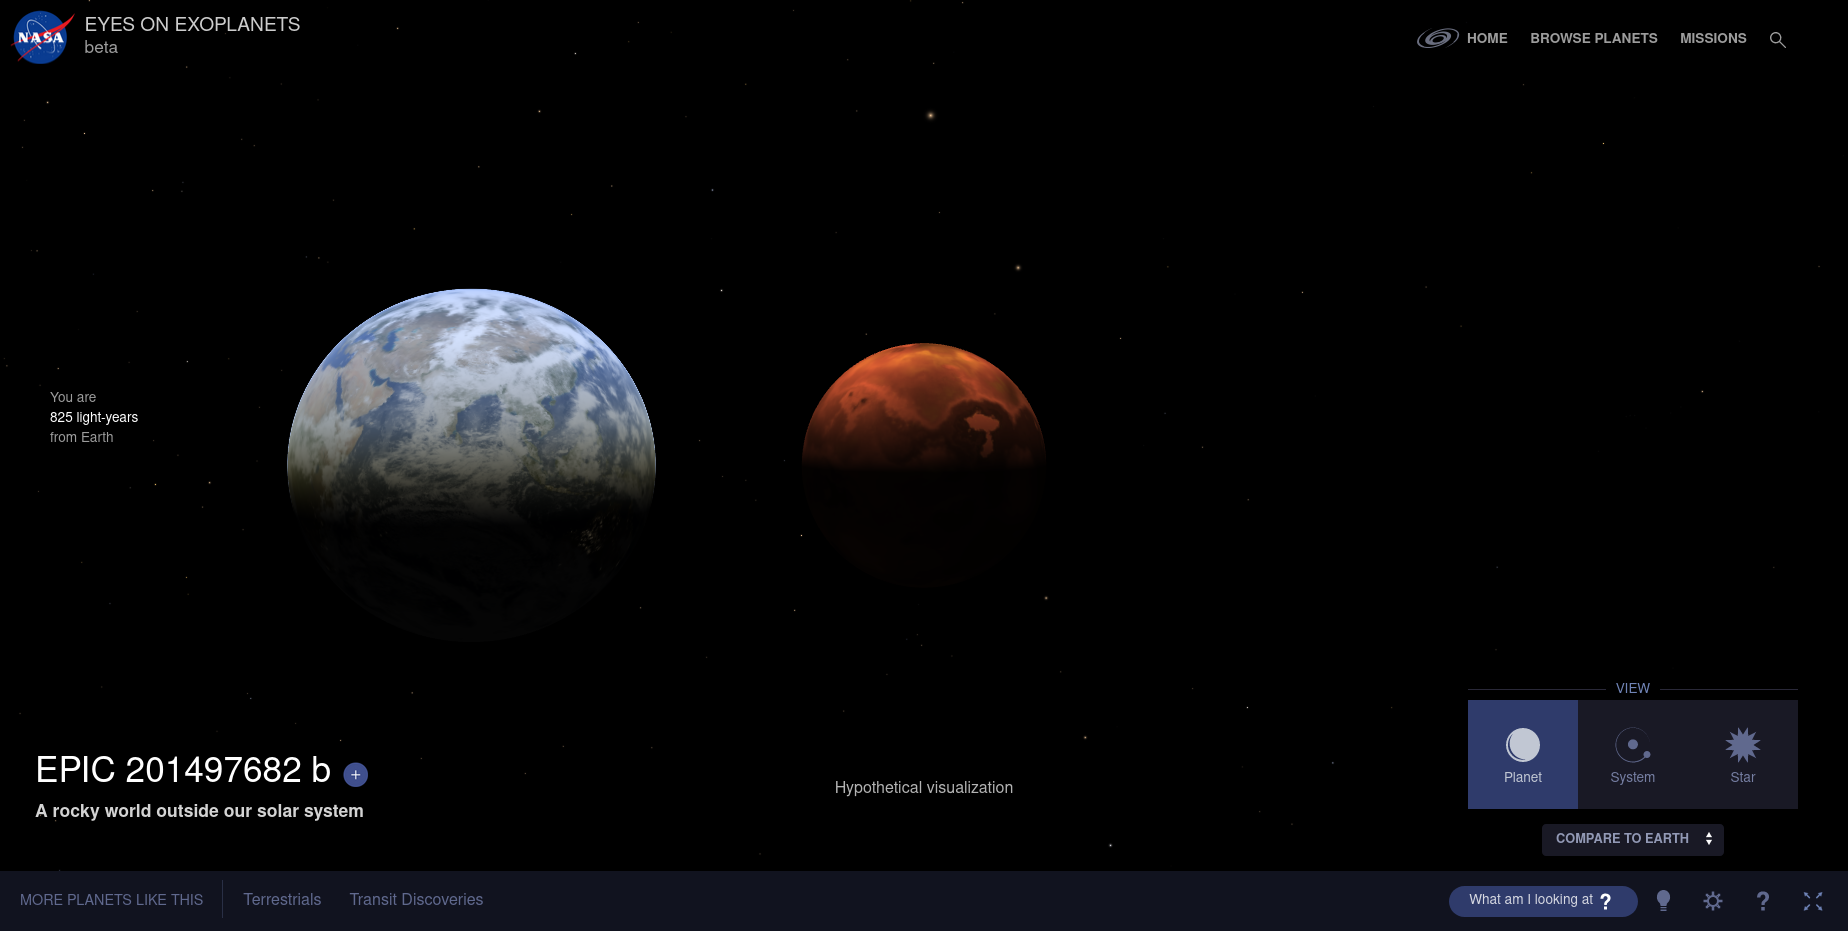 NASA
EYES ON EXOPLANETS
beta
HOME
BROWSE PLANETS
MISSIONS
You are
825 light-years
from Earth
EPIC 201497682 b
A rocky world outside our solar system
Hypothetical visualization
VIEW
Planet
System
Star
COMPARE TO EARTH
MORE PLANETS LIKE THIS
Terrestrials
Transit Discoveries
What am I looking at ?
?